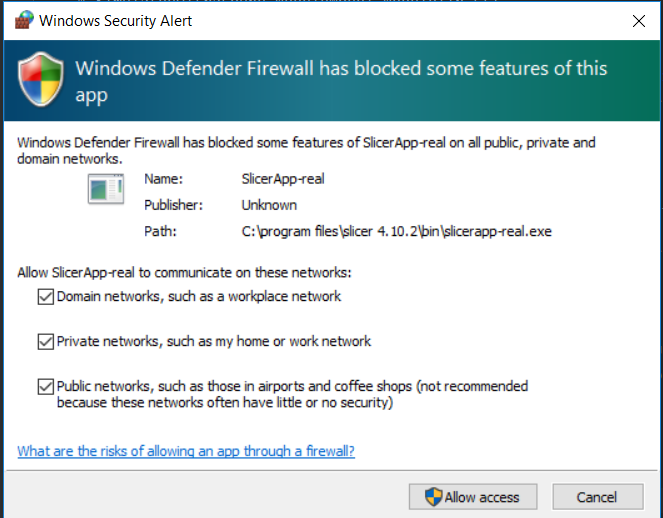 Windows Security Alert
Windows Defender Firewall has blocked some features of this
app
Windows Defender Firewall has blocked some features of SlicerApp-real on all public, private and
domain networks.
Name: SlicerApp-real
Publisher: Unknown
Path: C:\program files\slicer 4.10.2\bin\slicerapp-real.exe
Allow SlicerApp-real to communicate on these networks:
Domain networks, such as a workplace network
Private networks, such as my home or work network
Public networks, such as those in airports and coffee shops (not recommended
because these networks often have little or no security)
What are the risks of allowing an app through a firewall?
Allow access Cancel